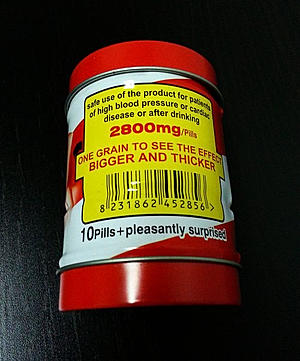 safe use of the product for patients
of high blood pressure or cardiac
disease or after drinking
2800mg/Pills
ONE GRAIN TO SEE THE EFFECT
BIGGER AND THICKER
8 231862 452856 >
10Pills+pleasantly surprised